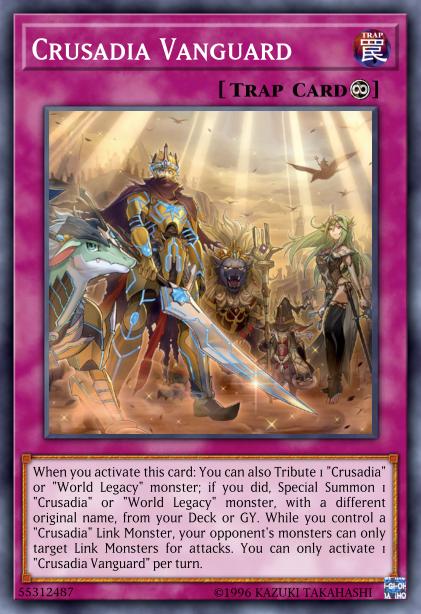 CRUSADIA VANGUARD
TRAP
罠
[TRAP CARD]
When you activate this card: You can also Tribute 1 "Crusadia"
or "World Legacy" monster; if you did, Special Summon 1
"Crusadia" or "World Legacy" monster, with a different
original name, from your Deck or GY. While you control a
"Crusadia" Link Monster, your opponent's monsters can only
target Link Monsters for attacks. You can only activate 1
"Crusadia Vanguard" per turn.
55312487
©1996 KAZUKI TAKAHASHI